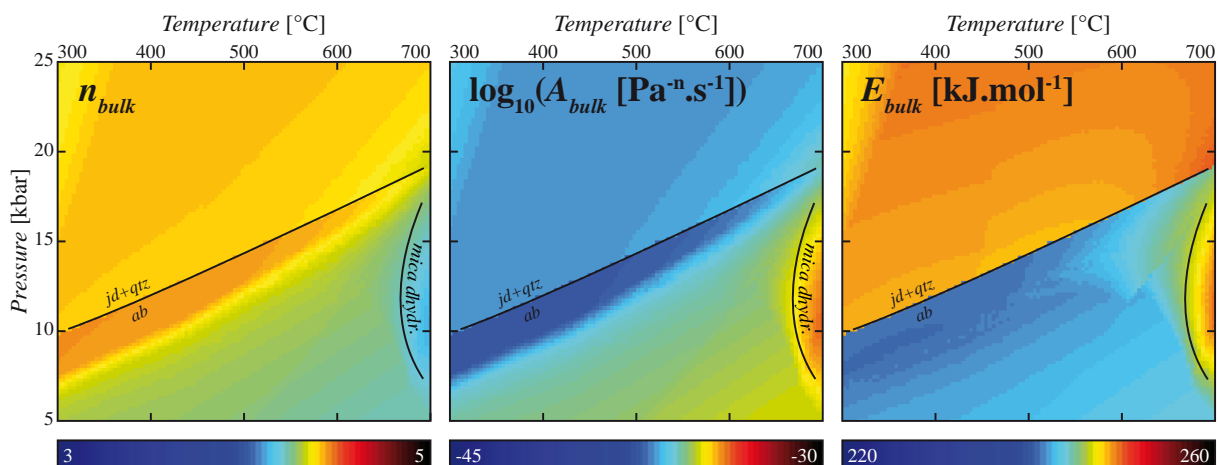 Temperature [°C]
Temperature [°C]
Temperature [°C]
300 400 500 600 700
300 400 500 600 700
300 400 500 600 700
n_bulk
log₁₀(A_bulk [Pa⁻ⁿ.s⁻¹])
E_bulk [kJ.mol⁻¹]
Pressure [kbar]
25
20
15
10
5
jd+qtz
ab
mica dhydr.
jd+qtz
ab
mica dhydr.
jd+qtz
ab
3 5
-45 -30
220 260